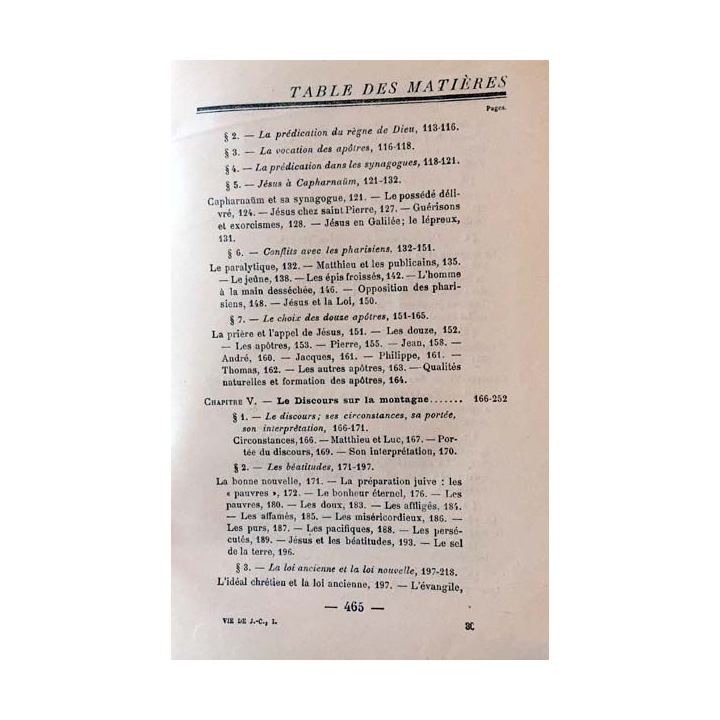 TABLE DES MATIÈRES
Pages.
§ 2. — La prédication du règne de Dieu, 113-116.
§ 3. — La vocation des apôtres, 116-118.
§ 4. — La prédication dans les synagogues, 118-121.
§ 5. — Jésus à Capharnaüm, 121-132.
Capharnaüm et sa synagogue, 121. — Le possédé déli-
vré, 124. — Jésus chez saint Pierre, 127. — Guérisons
et exorcismes, 128. — Jésus en Galilée; le lépreux,
131.
§ 6. — Conflits avec les pharisiens. 132-151.
Le paralytique, 132. — Matthieu et les publicains, 135.
— Le jeûne, 138. — Les épis froissés, 142. — L'homme
à la main desséchée, 146. — Opposition des phari-
siens, 148. — Jésus et la Loi, 150.
§ 7. — Le choix des douze apôtres, 151-165.
La prière et l'appel de Jésus, 151. — Les douze, 152.
— Les apôtres, 153. — Pierre, 155. — Jean, 158. —
André, 160. — Jacques, 161. — Philippe, 161. —
Thomas, 162. — Les autres apôtres, 163. — Qualités
naturelles et formation des apôtres, 164.
CHAPITRE V. — Le Discours sur la montagne....... 166-252
§ 1. — Le discours; ses circonstances, sa portée,
son interprétation, 166-171.
Circonstances, 166. — Matthieu et Luc, 167. — Por-
tée du discours, 169. — Son interprétation, 170.
§ 2. — Les béatitudes, 171-197.
La bonne nouvelle, 171. — La préparation juive : les
« pauvres », 172. — Le bonheur éternel, 176. — Les
pauvres, 180. — Les doux, 183. — Les affligés, 184.
— Les affamés, 185. — Les miséricordieux, 186. —
Les purs, 187. — Les pacifiques, 188. — Les persé-
cutés, 189. — Jésus et les béatitudes, 193. — Le sel
de la terre, 196.
§ 3. — La loi ancienne et la loi nouvelle, 197-218.
L'idéal chrétien et la loi ancienne, 197. — L'évangile,
— 465 —
VIE DE J.-C., I. 30